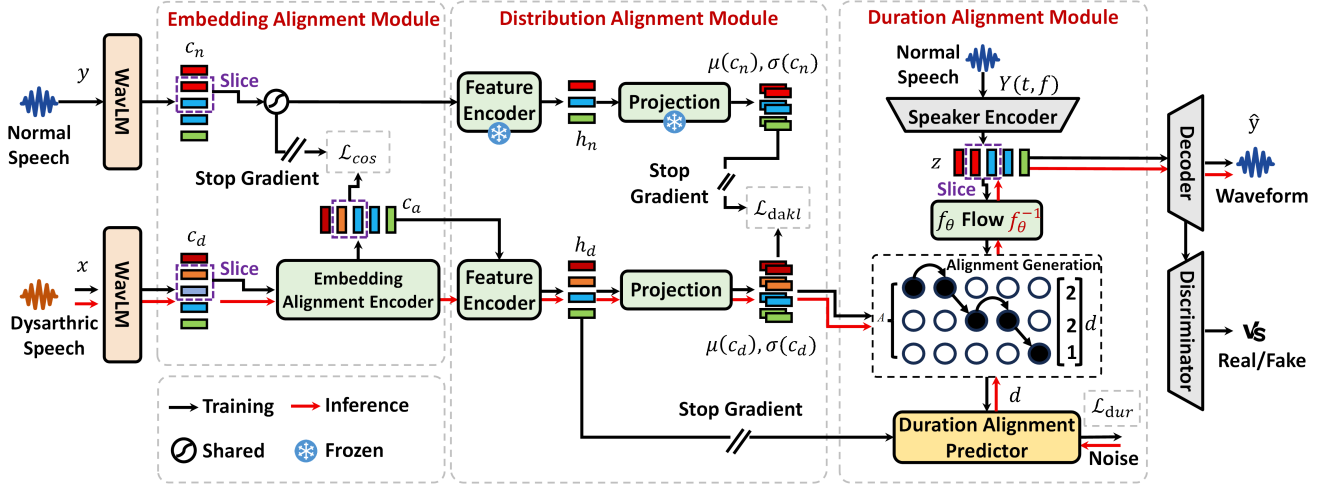 Embedding Alignment Module
Distribution Alignment Module
Duration Alignment Module
y
Normal
Speech
WavLM
c_n
Slice
Stop Gradient
ℒ_cos
Feature
Encoder
h_n
Projection
μ(c_n), σ(c_n)
Stop
Gradient
ℒ_dakl
Normal
Speech
Y(t, f)
Speaker Encoder
z
Slice
f_θ Flow f_θ^{-1}
Decoder
ŷ
Waveform
x
Dysarthric
Speech
WavLM
c_d
Slice
c_a
Embedding
Alignment Encoder
Feature
Encoder
h_d
Projection
μ(c_d), σ(c_d)
Alignment Generation
A
2
2
1
d
Discriminator
VS
Real/Fake
Training
Inference
Shared
Frozen
Stop Gradient
d
Duration Alignment
Predictor
ℒ_dur
Noise